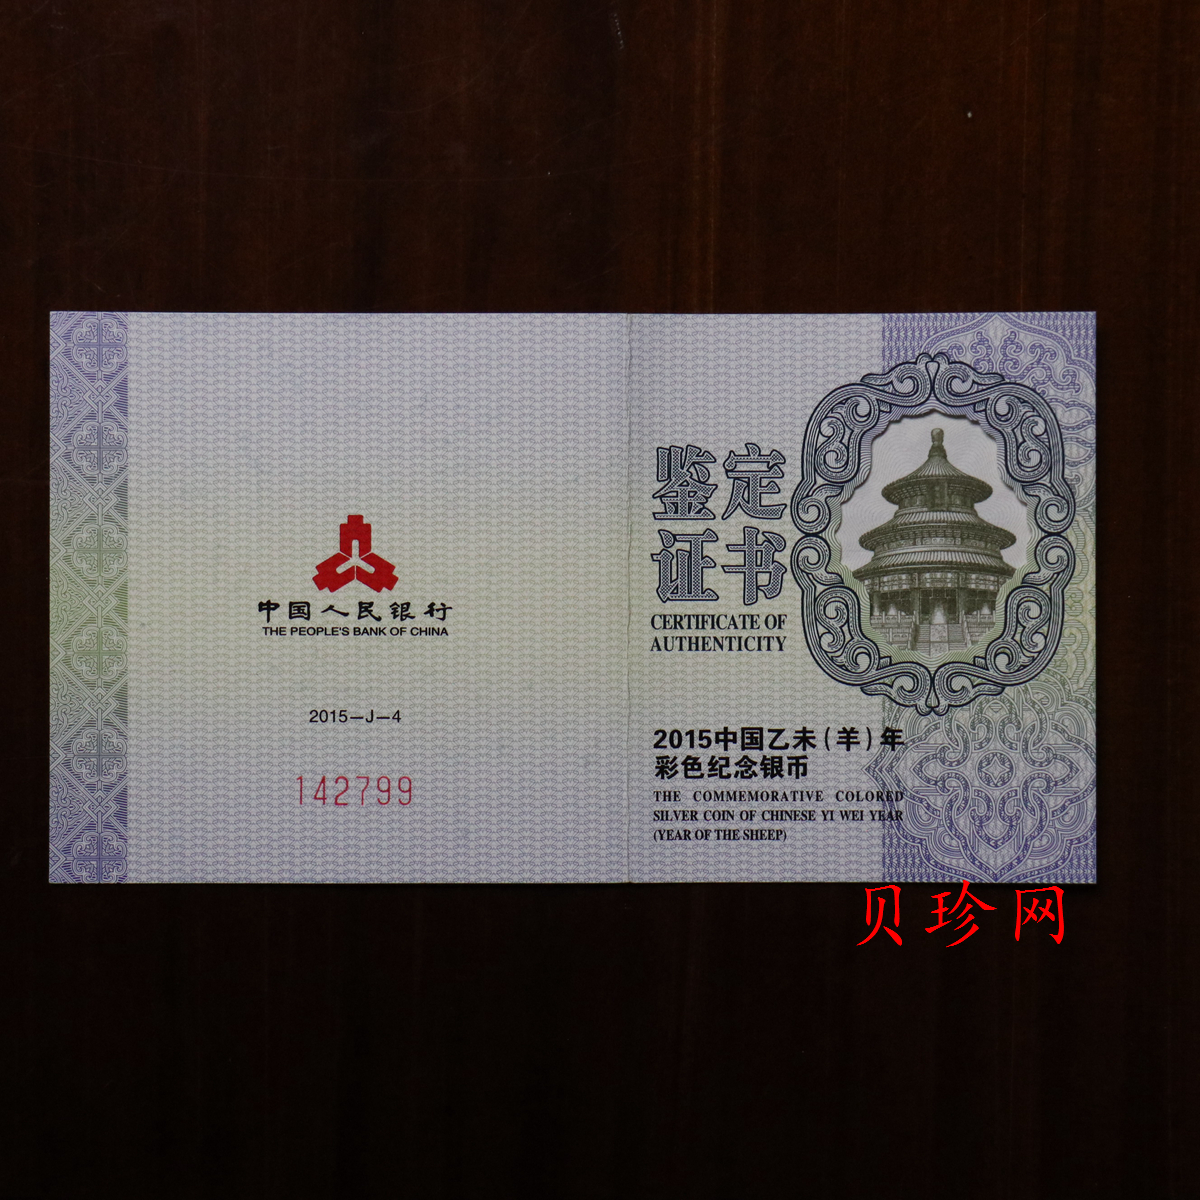 中国人民银行
THE PEOPLE'S BANK OF CHINA
2015－J－4
142799
鉴定
证书
CERTIFICATE OF
AUTHENTICITY
2015中国乙未（羊）年
彩色纪念银币
THE COMMEMORATIVE COLORED
SILVER COIN OF CHINESE YI WEI YEAR
(YEAR OF THE SHEEP)
贝珍网